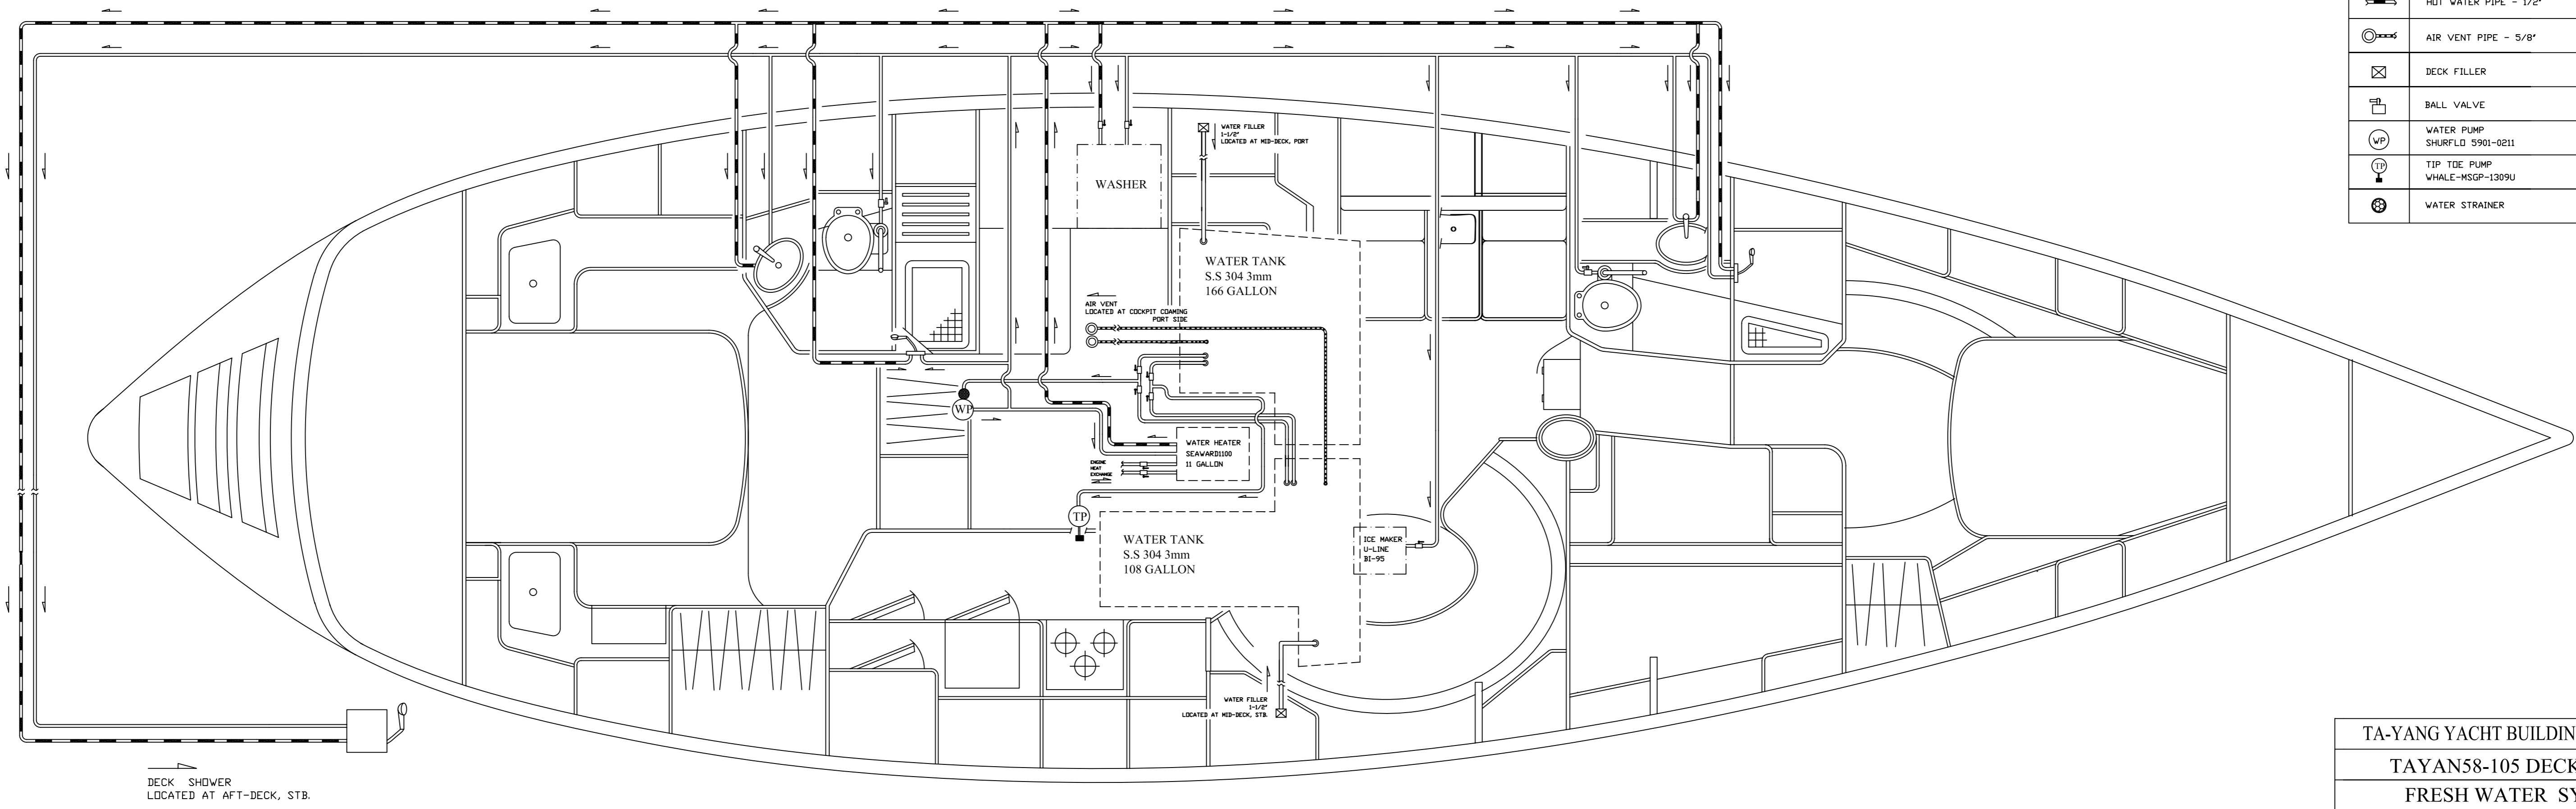 HOT WATER PIPE - 1/2"
AIR VENT PIPE - 5/8"
DECK FILLER
BALL VALVE
WP
WATER PUMP
SHURFLO 5901-0211
TP
TIP TOE PUMP
WHALE-MSGP-1309U
WATER STRAINER
WATER FILLER
1-1/2"
LOCATED AT MID-DECK, PORT
WASHER
WATER TANK
S.S 304 3mm
166 GALLON
AIR VENT
LOCATED AT COCKPIT COAMING
PORT SIDE
WP
WATER HEATER
SEAWARD1100
11 GALLON
ENGINE
HEAT
EXCHANGE
TP
WATER TANK
S.S 304 3mm
108 GALLON
ICE MAKER
U-LINE
BI-95
WATER FILLER
1-1/2"
LOCATED AT MID-DECK, STB.
DECK SHOWER
LOCATED AT AFT-DECK, STB.
TA-YANG YACHT BUILDIN
TAYAN58-105 DECK
FRESH WATER SY